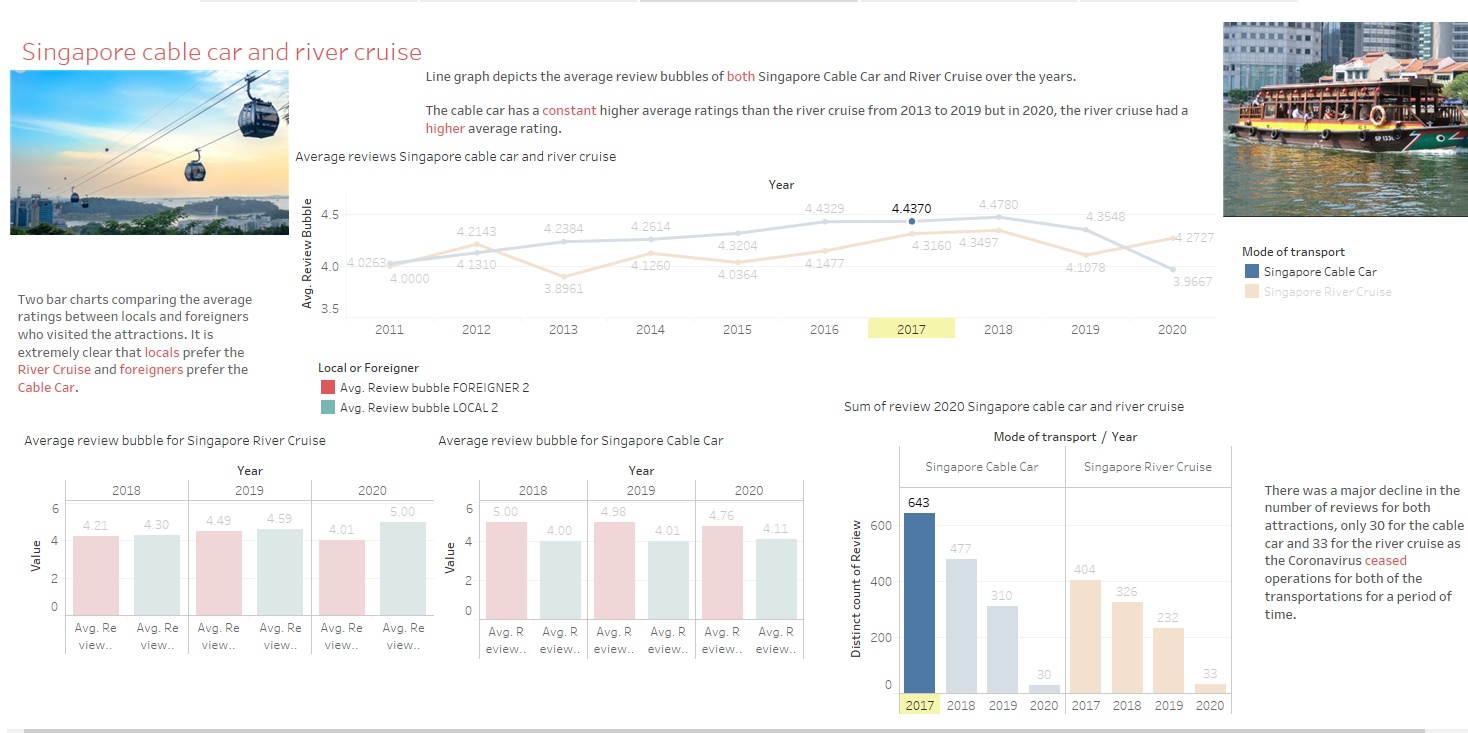 Singapore cable car and river cruise
Line graph depicts the average review bubbles of both Singapore Cable Car and River Cruise over the years.
The cable car has a constant higher average ratings than the river cruise from 2013 to 2019 but in 2020, the river criuse had a
higher average rating.
Average reviews Singapore cable car and river cruise
Year
Avg. Review Bubble
4.5
4.0
3.5
4.0263
4.1310
4.2384
4.2614
4.3204
4.4329
4.4370
4.4780
4.3548
3.9667
4.0000
4.2143
3.8961
4.1260
4.0364
4.1477
4.3160
4.3497
4.1078
4.2727
2011 2012 2013 2014 2015 2016 2017 2018 2019 2020
Mode of transport
Singapore Cable Car
Singapore River Cruise
SP 1331
Two bar charts comparing the average
ratings between locals and foreigners
who visited the attractions. It is
extremely clear that locals prefer the
River Cruise and foreigners prefer the
Cable Car.
Local or Foreigner
Avg. Review bubble FOREIGNER 2
Avg. Review bubble LOCAL 2
Average review bubble for Singapore River Cruise
Year
2018 2019 2020
Value
6
4
2
0
4.21 4.30 4.49 4.59 4.01 5.00
Avg. Re Avg. Re Avg. Re Avg. Re Avg. Re Avg. Re
view.. view.. view.. view.. view.. view..
Average review bubble for Singapore Cable Car
Year
2018 2019 2020
Value
6
4
2
0
5.00 4.00 4.98 4.01 4.76 4.11
Avg. R Avg. R Avg. R Avg. R Avg. R Avg. R
eview.. eview.. eview.. eview.. eview.. eview..
Sum of review 2020 Singapore cable car and river cruise
Mode of transport / Year
Singapore Cable Car Singapore River Cruise
Distinct count of Review
600
400
200
0
643 477 310 30 404 326 232 33
2017 2018 2019 2020 2017 2018 2019 2020
There was a major decline in the
number of reviews for both
attractions, only 30 for the cable
car and 33 for the river cruise as
the Coronavirus ceased
operations for both of the
transportations for a period of
time.